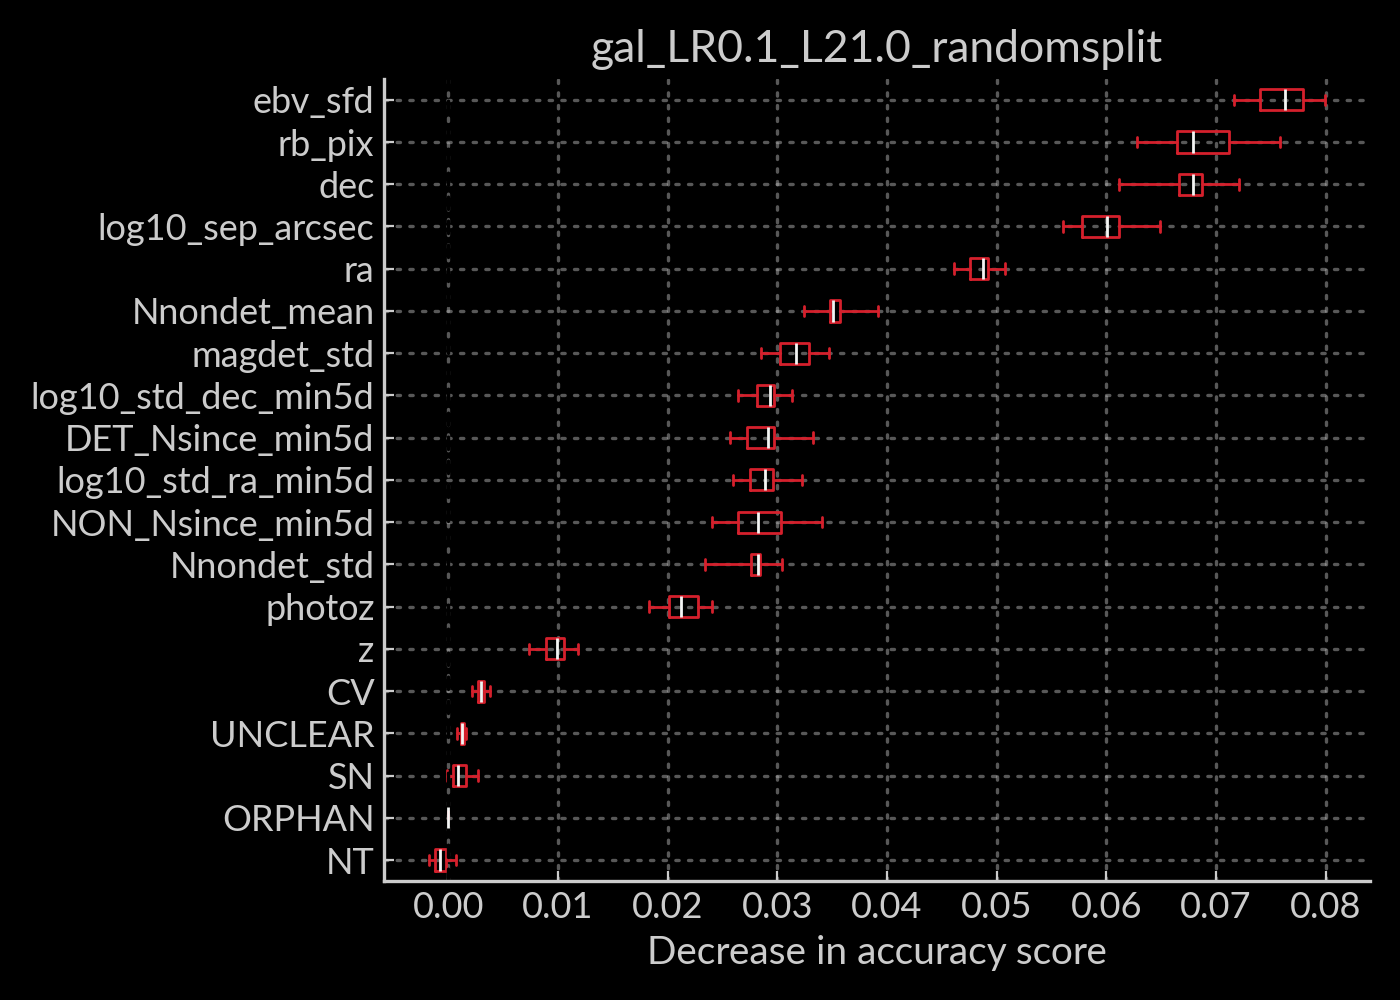 gal_LR0.1_L21.0_randomsplit
ebv_sfd
rb_pix
dec
log10_sep_arcsec
ra
Nnondet_mean
magdet_std
log10_std_dec_min5d
DET_Nsince_min5d
log10_std_ra_min5d
NON_Nsince_min5d
Nnondet_std
photoz
z
CV
UNCLEAR
SN
ORPHAN
NT
0.00 0.01 0.02 0.03 0.04 0.05 0.06 0.07 0.08
Decrease in accuracy score